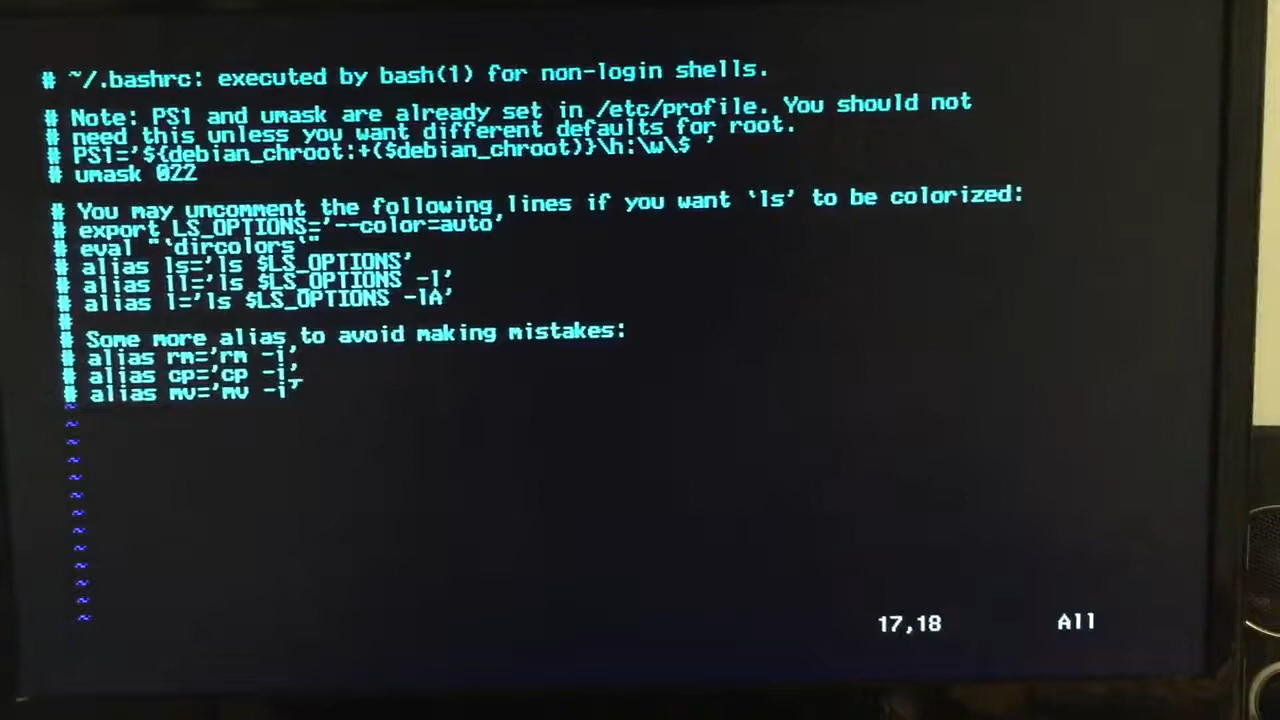 # ~/.bashrc: executed by bash(1) for non-login shells.
# Note: PS1 and umask are already set in /etc/profile. You should not
# need this unless you want different defaults for root.
# PS1='${debian_chroot:+($debian_chroot)}\h:\w\$ '
# umask 022
# You may uncomment the following lines if you want `ls' to be colorized:
# export LS_OPTIONS='--color=auto'
# eval "`dircolors`"
# alias ls='ls $LS_OPTIONS'
# alias ll='ls $LS_OPTIONS -l'
# alias l='ls $LS_OPTIONS -lA'
#
# Some more alias to avoid making mistakes:
# alias rm='rm -i'
# alias cp='cp -i'
# alias mv='mv -i'
~
~
~
~
~
~
~
~
~
~
~
~
17,18 All